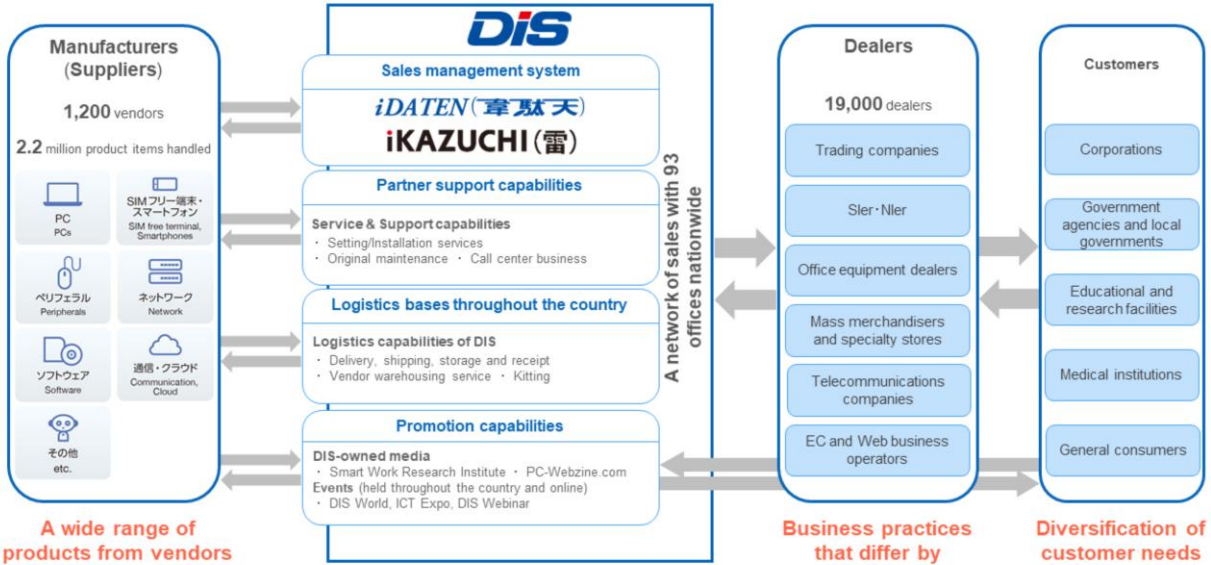 Manufacturers
(Suppliers)
1,200 vendors
2.2 million product items handled
PC
PCs
SIMフリー端末・
スマートフォン
SIM free terminal,
Smartphones
ペリフェラル
Peripherals
ネットワーク
Network
ソフトウェア
Software
通信・クラウド
Communication,
Cloud
その他
etc.
A wide range of
products from vendors
DiS
Sales management system
iDATEN(韋駄天)
iKAZUCHI(雷)
Partner support capabilities
Service & Support capabilities
・ Setting/Installation services
・ Original maintenance ・ Call center business
Logistics bases throughout the country
Logistics capabilities of DIS
・ Delivery, shipping, storage and receipt
・ Vendor warehousing service ・ Kitting
Promotion capabilities
DIS-owned media
・ Smart Work Research Institute ・ PC-Webzine.com
Events (held throughout the country and online)
・ DIS World, ICT Expo, DIS Webinar
A network of sales with 93
offices nationwide
Dealers
19,000 dealers
Trading companies
SIer・NIer
Office equipment dealers
Mass merchandisers
and specialty stores
Telecommunications
companies
EC and Web business
operators
Business practices
that differ by
Customers
Corporations
Government
agencies and local
governments
Educational and
research facilities
Medical institutions
General consumers
Diversification of
customer needs